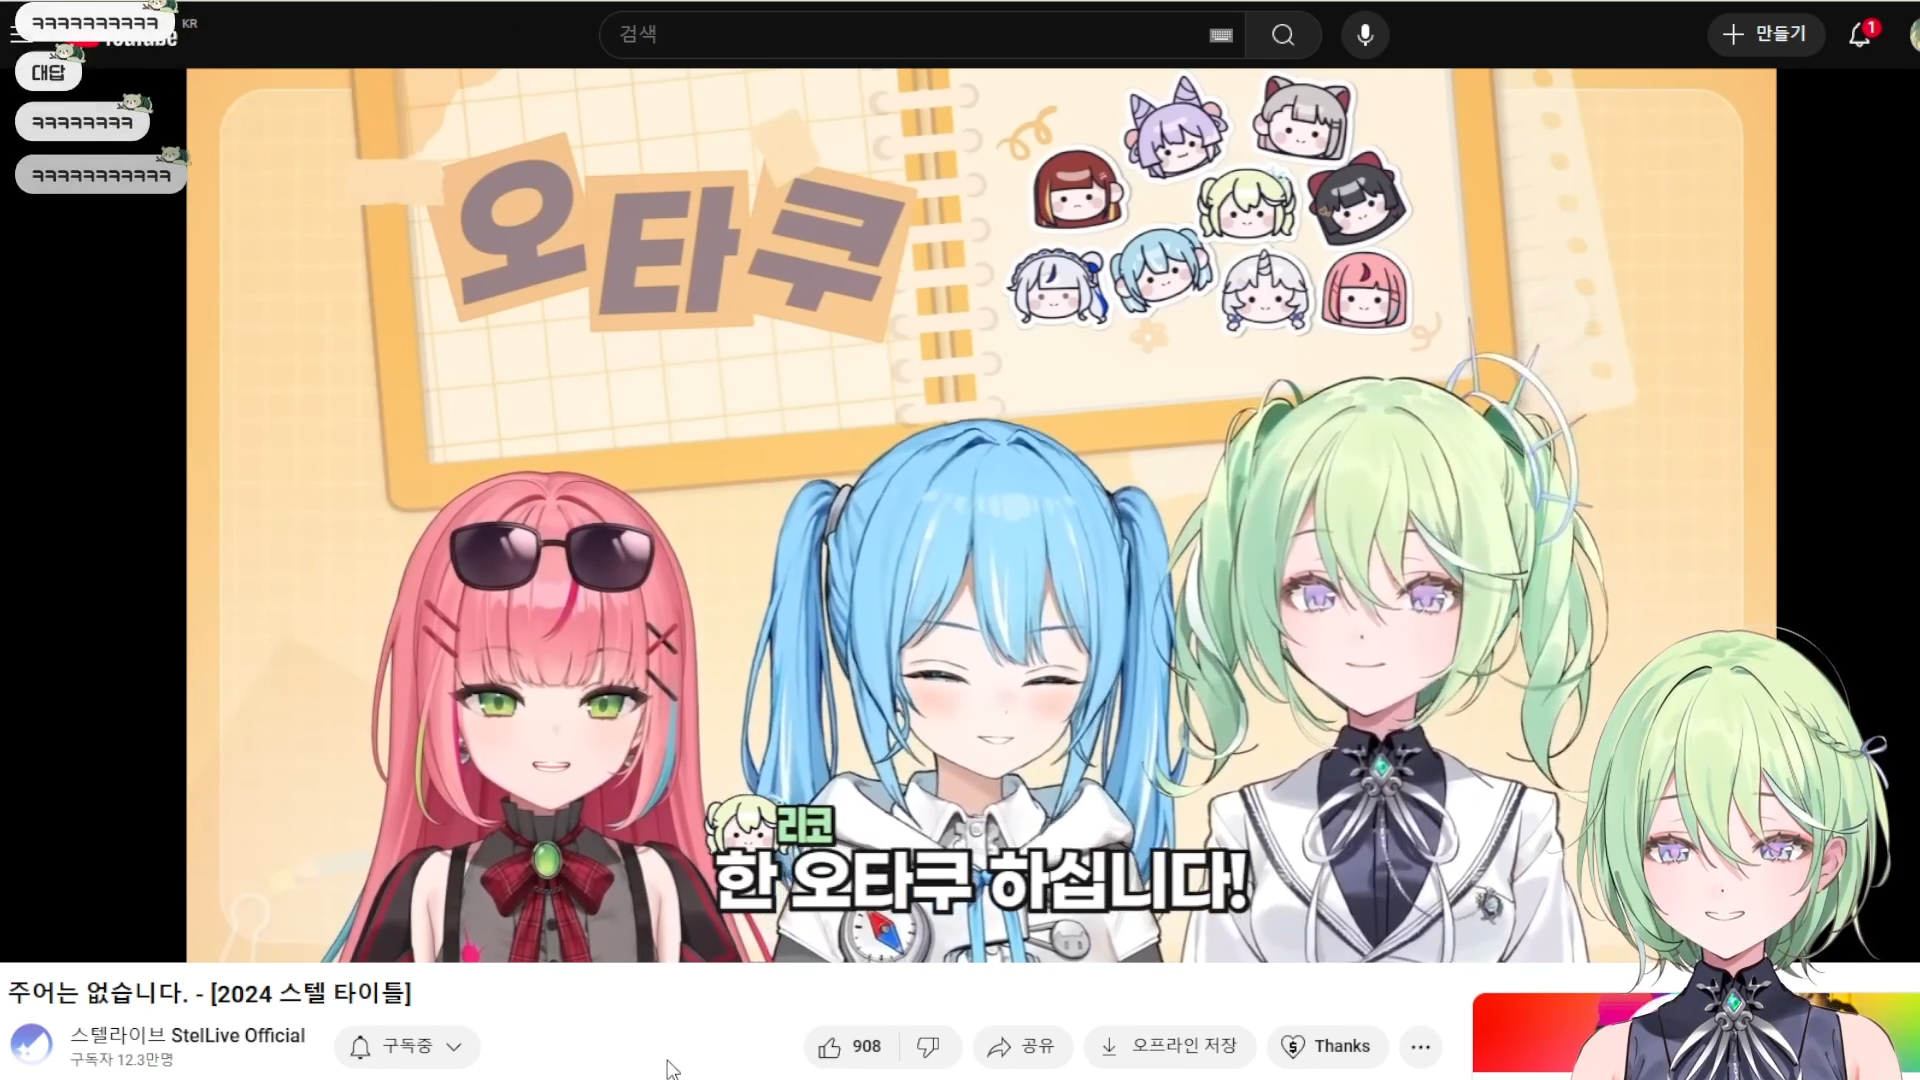 ㅋㅋㅋㅋㅋㅋㅋㅋㅋㅋ
KR
YouTube
검색
만들기
1
대답
ㅋㅋㅋㅋㅋㅋㅋㅋ
ㅋㅋㅋㅋㅋㅋㅋㅋㅋㅋㅋ
오타쿠
리코
한 오타쿠 하십니다!
주어는 없습니다. - [2024 스텔 타이틀]
스텔라이브 StelLive Official
구독자 12.3만명
구독중
908
공유
오프라인 저장
Thanks